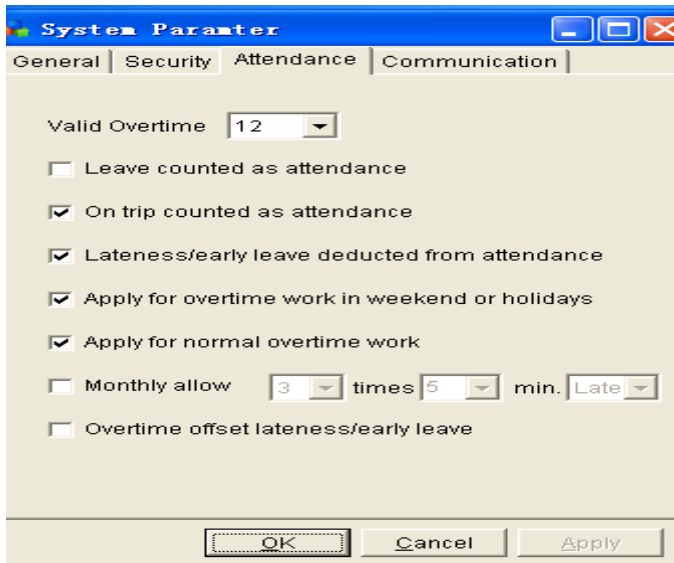 System Paramter
General Security Attendance Communication
Valid Overtime 12
Leave counted as attendance
On trip counted as attendance
Lateness/early leave deducted from attendance
Apply for overtime work in weekend or holidays
Apply for normal overtime work
Monthly allow 3 times 5 min. Late
Overtime offset lateness/early leave
OK Cancel Apply